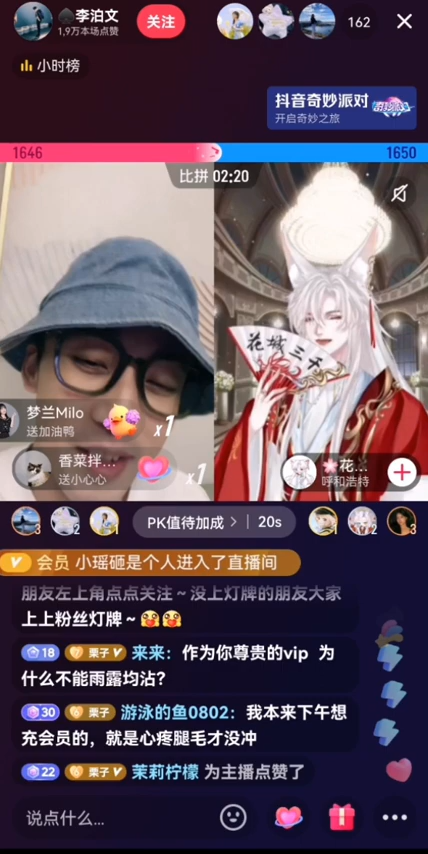 ♠李泊文
1.9万本场点赞
关注
162
小时榜
抖音奇妙派对
开启奇妙之旅
1646
1650
比拼 02:20
花城三千
梦兰Milo
送加油鸭
x1
香菜拌...
送小心心
x1
🌸花...
呼和浩特
3
2
1
PK值待加成 > | 20s
1
2
3
会员 小瑶砸是个人进入了直播间
朋友左上角点点关注~没上灯牌的朋友大家
上上粉丝灯牌~
18 栗子 来来：作为你尊贵的vip 为
什么不能雨露均沾?
30 栗子 游泳的鱼0802：我本来下午想
充会员的，就是心疼腿毛才没冲
22 栗子 茉莉柠檬 为主播点赞了
说点什么...